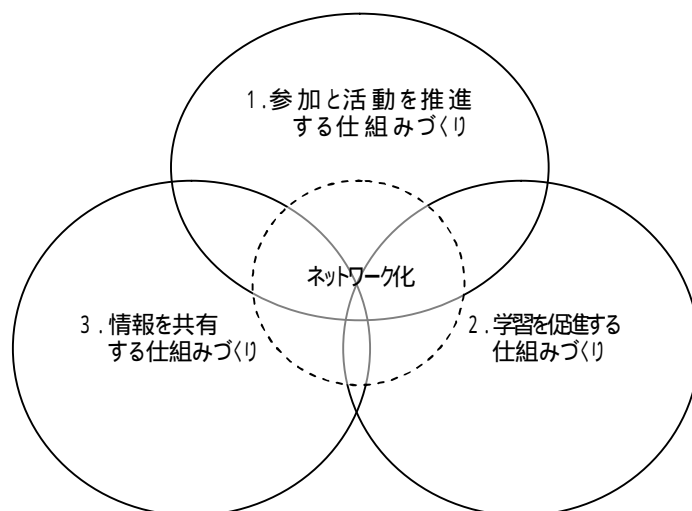 1.参加と活動を推進
する仕組みづくり
ネットワーク化
3.情報を共有
する仕組みづくり
2.学習を促進する
仕組みづくり